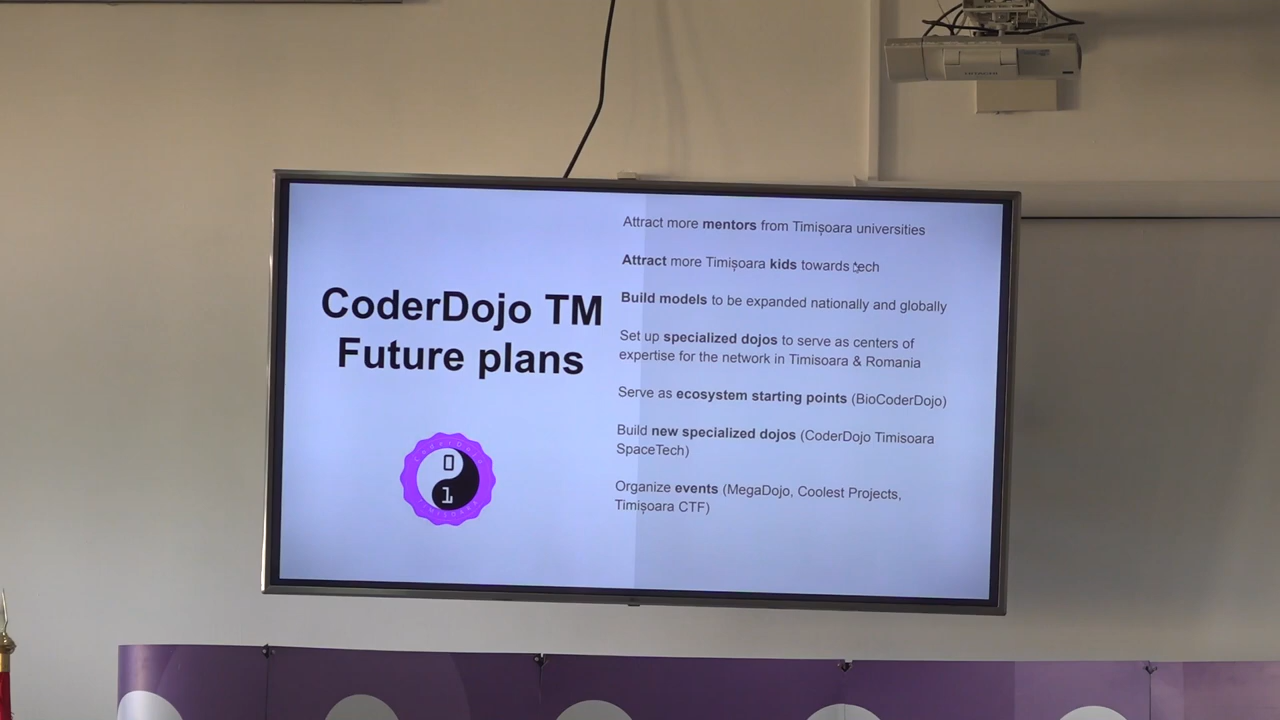 HITACHI
CoderDojo TM
Future plans
CoderDojo
0
1
TIMISOARA
Attract more mentors from Timișoara universities
Attract more Timișoara kids towards tech
Build models to be expanded nationally and globally
Set up specialized dojos to serve as centers of
expertise for the network in Timisoara & Romania
Serve as ecosystem starting points (BioCoderDojo)
Build new specialized dojos (CoderDojo Timisoara
SpaceTech)
Organize events (MegaDojo, Coolest Projects,
Timișoara CTF)